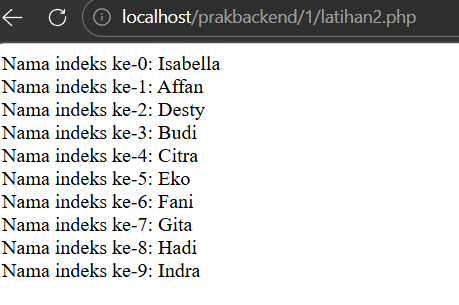 localhost/prakbackend/1/latihan2.php
Nama indeks ke-0: Isabella
Nama indeks ke-1: Affan
Nama indeks ke-2: Desty
Nama indeks ke-3: Budi
Nama indeks ke-4: Citra
Nama indeks ke-5: Eko
Nama indeks ke-6: Fani
Nama indeks ke-7: Gita
Nama indeks ke-8: Hadi
Nama indeks ke-9: Indra